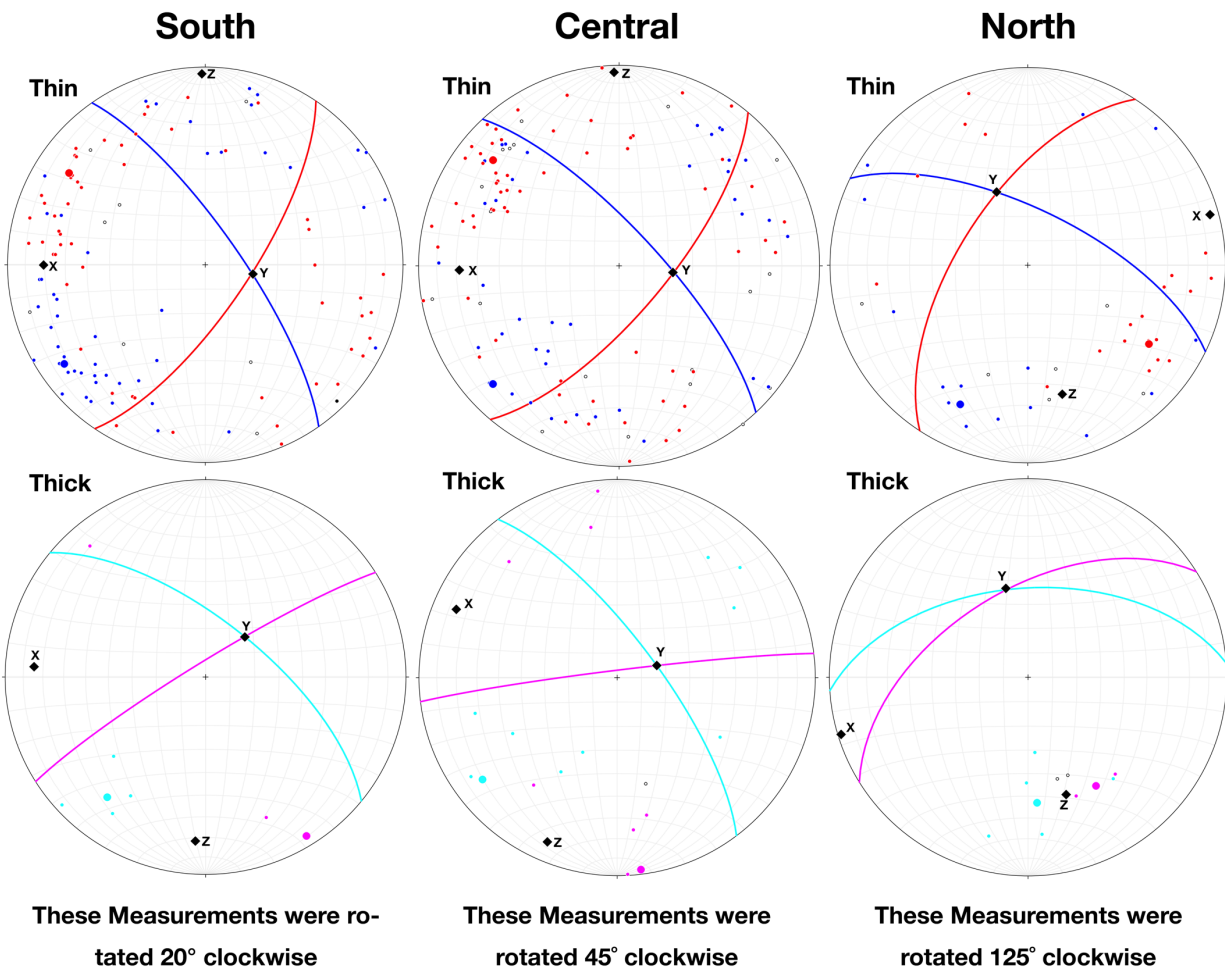 South
Central
North
Thin
Thin
Thin
Z
X
Y
Z
X
Y
Y
X
Z
Thick
Thick
Thick
X
Y
Z
X
Y
Z
Y
X
Z
These Measurements were ro-
tated 20° clockwise
These Measurements were
rotated 45° clockwise
These Measurements were
rotated 125° clockwise